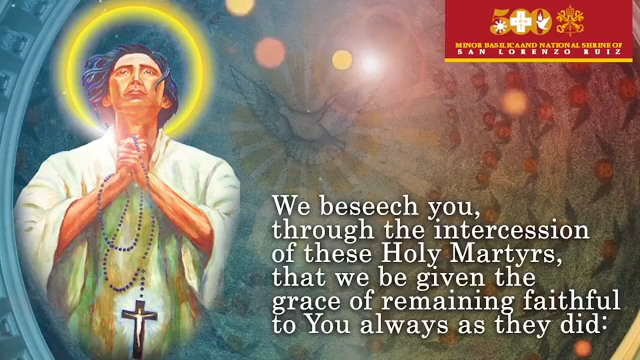 500
MINOR BASILICA AND NATIONAL SHRINE OF
SAN LORENZO RUIZ
We beseech you,
through the intercession
of these Holy Martyrs,
that we be given the
grace of remaining faithful
to You always as they did: